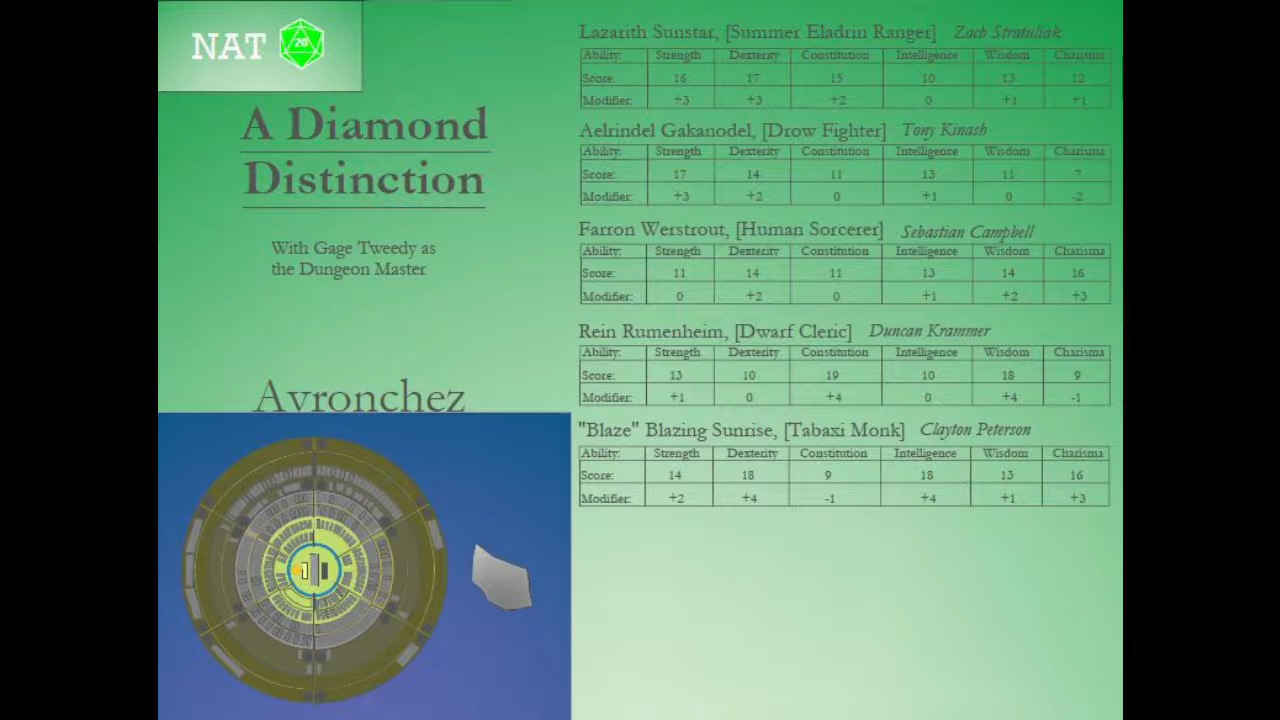 NAT 20
A Diamond
Distinction
With Gage Tweedy as
the Dungeon Master
Avronchez
Lazarith Sunstar, [Summer Eladrin Ranger] Zach Stratuliak
Ability: Strength Dexterity Constitution Intelligence Wisdom Charisma
Score: 16 17 15 10 13 12
Modifier: +3 +3 +2 0 +1 +1
Aelrindel Gakanodel, [Drow Fighter] Tony Kinash
Ability: Strength Dexterity Constitution Intelligence Wisdom Charisma
Score: 17 14 11 13 11 7
Modifier: +3 +2 0 +1 0 -2
Farron Werstrout, [Human Sorcerer] Sebastian Campbell
Ability: Strength Dexterity Constitution Intelligence Wisdom Charisma
Score: 11 14 11 13 14 16
Modifier: 0 +2 0 +1 +2 +3
Rein Rumenheim, [Dwarf Cleric] Duncan Krammer
Ability: Strength Dexterity Constitution Intelligence Wisdom Charisma
Score: 13 10 19 10 18 9
Modifier: +1 0 +4 0 +4 -1
"Blaze" Blazing Sunrise, [Tabaxi Monk] Clayton Peterson
Ability: Strength Dexterity Constitution Intelligence Wisdom Charisma
Score: 14 18 9 18 13 16
Modifier: +2 +4 -1 +4 +1 +3